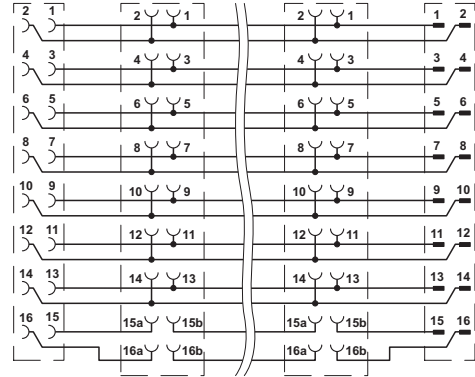 2 1 2 1 2 1 1 2
4 3 4 3 4 3 3 4
6 5 6 5 6 5 5 6
8 7 8 7 8 7 7 8
10 9 10 9 10 9 9 10
12 11 12 11 12 11 11 12
14 13 14 13 14 13 13 14
16 15 15a 15b 15a 15b 15 16
16a 16b 16a 16b